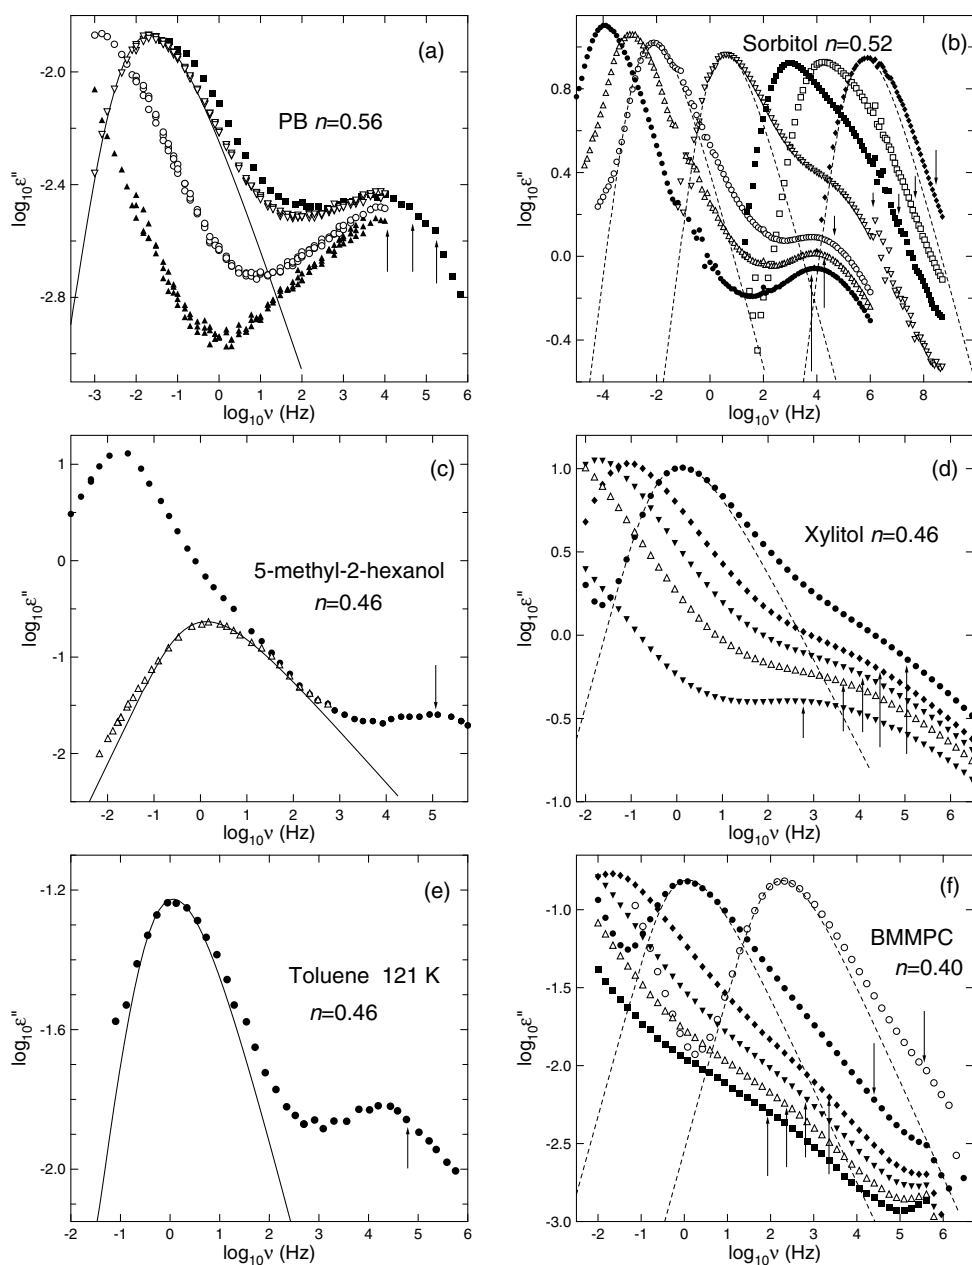 (a)
PB n=0.56
log₁₀ε"
-2.0
-2.4
-2.8
-3 -2 -1 0 1 2 3 4 5 6
log₁₀ν (Hz)
(b)
Sorbitol n=0.52
log₁₀ε"
0.8
0.4
0.0
-0.4
-4 -2 0 2 4 6 8
log₁₀ν (Hz)
(c)
5-methyl-2-hexanol
n=0.46
log₁₀ε"
1
0
-1
-2
-2 -1 0 1 2 3 4 5
log₁₀ν (Hz)
(d)
Xylitol n=0.46
log₁₀ε"
1.0
0.5
0.0
-0.5
-1.0
-2 -1 0 1 2 3 4 5 6
log₁₀ν (Hz)
(e)
Toluene 121 K
n=0.46
log₁₀ε"
-1.2
-1.6
-2.0
-2 -1 0 1 2 3 4 5 6
log₁₀ν (Hz)
(f)
BMMPC
n=0.40
log₁₀ε"
-1.0
-1.5
-2.0
-2.5
-3.0
-2 -1 0 1 2 3 4 5 6
log₁₀ν (Hz)